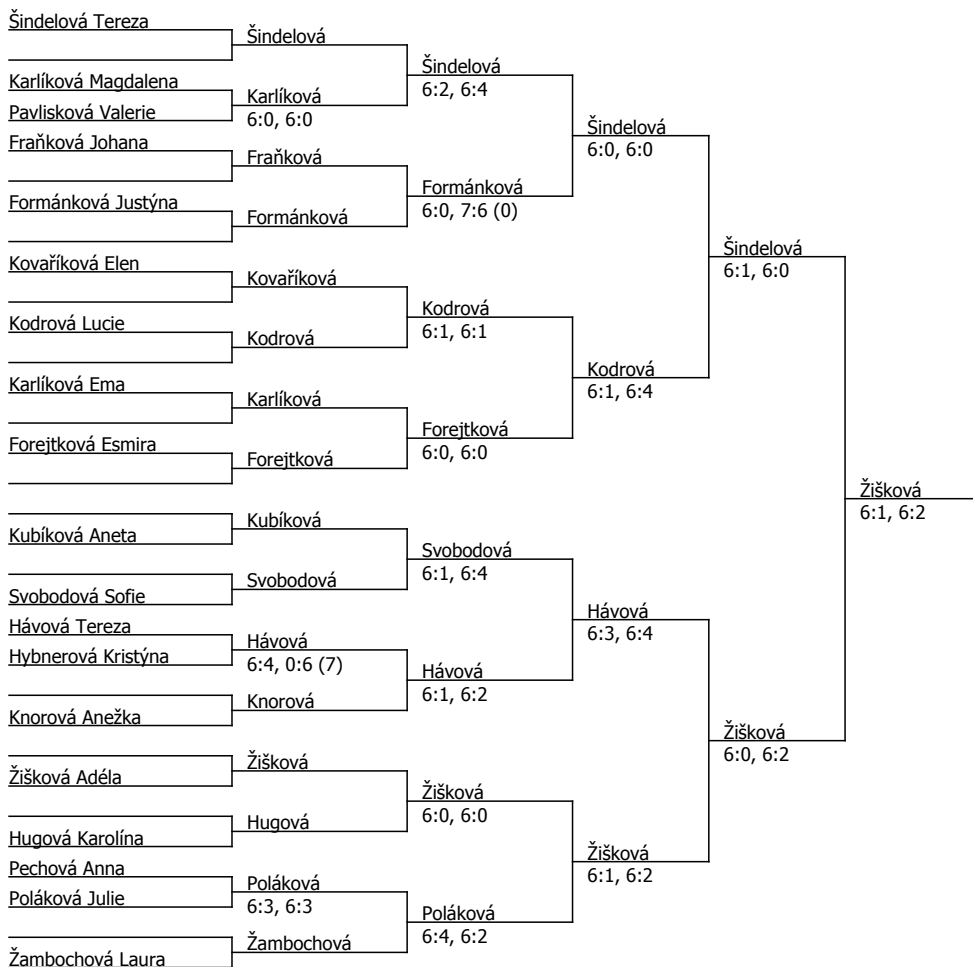 Šindelová Tereza
Karlíková Magdalena
Pavlisková Valerie
Fraňková Johana
Formánková Justýna
Kovaříková Elen
Kodrová Lucie
Karlíková Ema
Forejtková Esmira
Kubíková Aneta
Svobodová Sofie
Hávová Tereza
Hybnerová Kristýna
Knorová Anežka
Žišková Adéla
Hugová Karolína
Pechová Anna
Poláková Julie
Žambochová Laura
Šindelová
Karlíková
6:0, 6:0
Fraňková
Formánková
Kovaříková
Kodrová
Karlíková
Forejtková
Kubíková
Svobodová
Hávová
6:4, 0:6 (7)
Knorová
Žišková
Hugová
Poláková
6:3, 6:3
Žambochová
Šindelová
6:2, 6:4
Formánková
6:0, 7:6 (0)
Kodrová
6:1, 6:1
Forejtková
6:0, 6:0
Svobodová
6:1, 6:4
Hávová
6:1, 6:2
Žišková
6:0, 6:0
Poláková
6:4, 6:2
Šindelová
6:0, 6:0
Kodrová
6:1, 6:4
Hávová
6:3, 6:4
Žišková
6:1, 6:2
Šindelová
6:1, 6:0
Žišková
6:0, 6:2
Žišková
6:1, 6:2